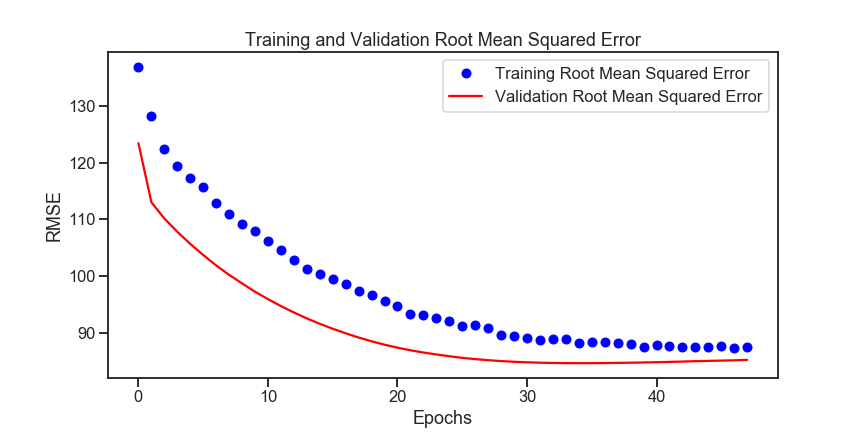 Training and Validation Root Mean Squared Error
Training Root Mean Squared Error
Validation Root Mean Squared Error
RMSE
130
120
110
100
90
0 10 20 30 40
Epochs